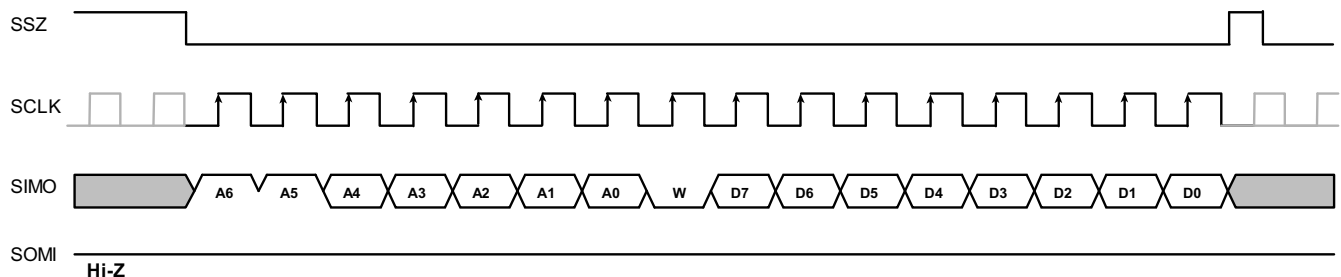 SSZ
SCLK
SIMO A6 A5 A4 A3 A2 A1 A0 W D7 D6 D5 D4 D3 D2 D1 D0
SOMI
Hi-Z